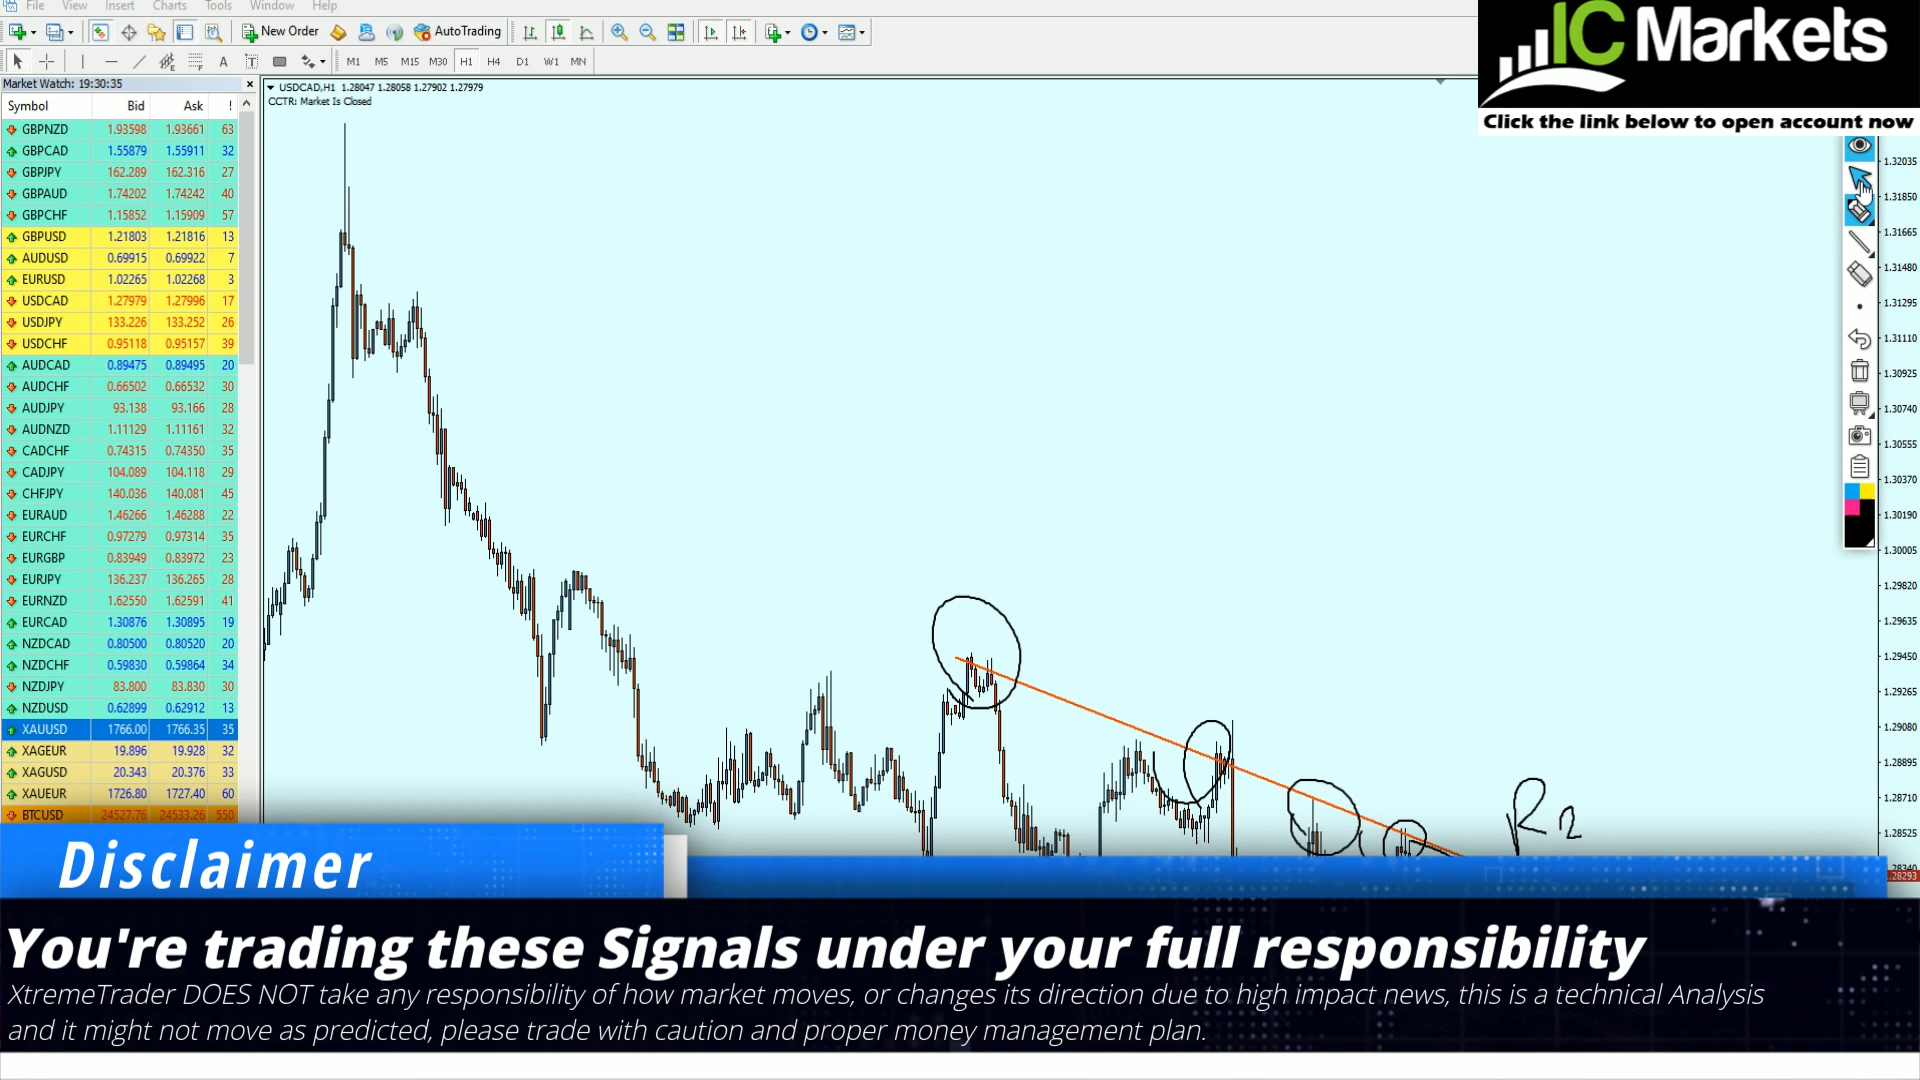 File View Insert Charts Tools Window Help
New Order AutoTrading
A T M1 M5 M15 M30 H1 H4 D1 W1 MN
Market Watch: 19:30:35
Symbol Bid Ask !
GBPNZD 1.93598 1.93661 63
GBPCAD 1.55879 1.55911 32
GBPJPY 162.289 162.316 27
GBPAUD 1.74202 1.74242 40
GBPCHF 1.15852 1.15909 57
GBPUSD 1.21803 1.21816 13
AUDUSD 0.69915 0.69922 7
EURUSD 1.02265 1.02268 3
USDCAD 1.27979 1.27996 17
USDJPY 133.226 133.252 26
USDCHF 0.95118 0.95157 39
AUDCAD 0.89475 0.89495 20
AUDCHF 0.66502 0.66532 30
AUDJPY 93.138 93.166 28
AUDNZD 1.11129 1.11161 32
CADCHF 0.74315 0.74350 35
CADJPY 104.089 104.118 29
CHFJPY 140.036 140.081 45
EURAUD 1.46266 1.46288 22
EURCHF 0.97279 0.97314 35
EURGBP 0.83949 0.83972 23
EURJPY 136.237 136.265 28
EURNZD 1.62550 1.62591 41
EURCAD 1.30876 1.30895 19
NZDCAD 0.80500 0.80520 20
NZDCHF 0.59830 0.59864 34
NZDJPY 83.800 83.830 30
NZDUSD 0.62899 0.62912 13
XAUUSD 1766.00 1766.35 35
XAGEUR 19.896 19.928 32
XAGUSD 20.343 20.376 33
XAUEUR 1726.80 1727.40 60
BTCUSD 24527.76 24533.26 550
USDCAD,H1 1.28047 1.28058 1.27902 1.27979
CCTR: Market Is Closed
IC Markets
Click the link below to open account now
1.32035
1.31850
1.31665
1.31480
1.31295
1.31110
1.30925
1.30740
1.30555
1.30370
1.30190
1.30005
1.29820
1.29635
1.29450
1.29265
1.29080
1.28895
1.28710
1.28525
1.28293
R2
Disclaimer
You're trading these Signals under your full responsibility
XtremeTrader DOES NOT take any responsibility of how market moves, or changes its direction due to high impact news, this is a technical Analysis
and it might not move as predicted, please trade with caution and proper money management plan.